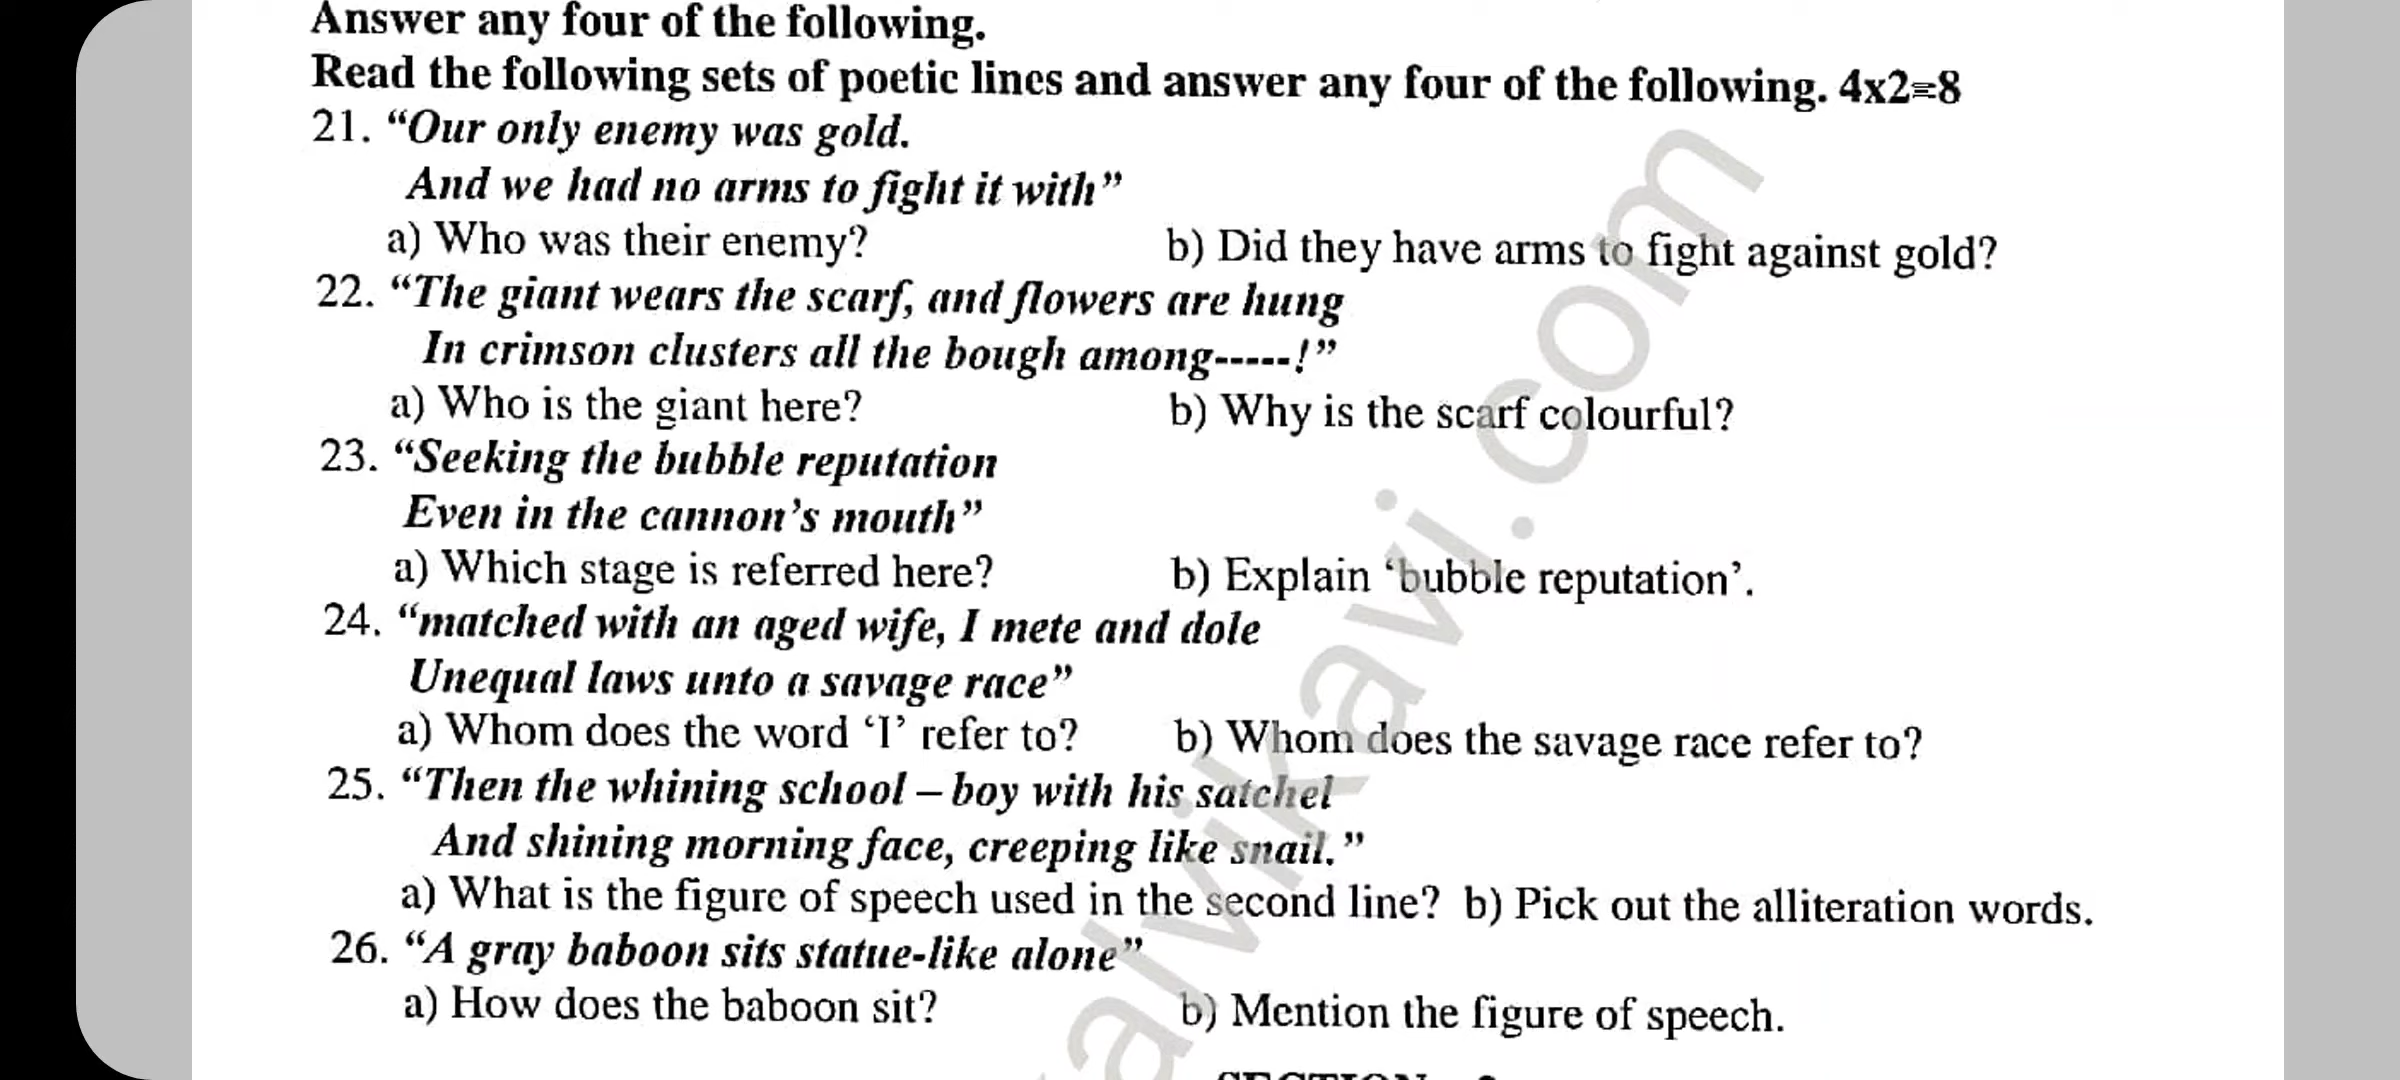 Answer any four of the following.
Read the following sets of poetic lines and answer any four of the following. 4x2=8
21. “Our only enemy was gold.
And we had no arms to fight it with”
a) Who was their enemy? b) Did they have arms to fight against gold?
22. “The giant wears the scarf, and flowers are hung
In crimson clusters all the bough among-----!”
a) Who is the giant here? b) Why is the scarf colourful?
23. “Seeking the bubble reputation
Even in the cannon’s mouth”
a) Which stage is referred here? b) Explain ‘bubble reputation’.
24. “matched with an aged wife, I mete and dole
Unequal laws unto a savage race”
a) Whom does the word ‘I’ refer to? b) Whom does the savage race refer to?
25. “Then the whining school – boy with his satchel
And shining morning face, creeping like snail.”
a) What is the figure of speech used in the second line? b) Pick out the alliteration words.
26. “A gray baboon sits statue-like alone”
a) How does the baboon sit? b) Mention the figure of speech.
alvikavi.com